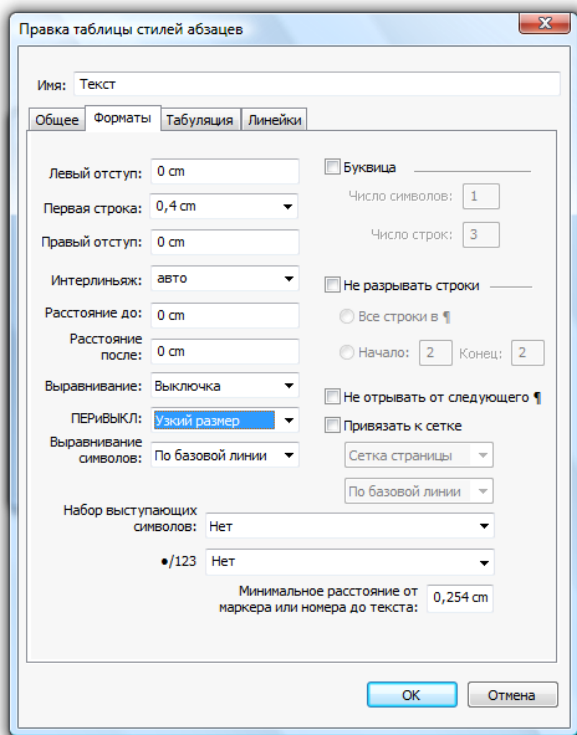 Правка таблицы стилей абзацев
Имя: Текст
Общее Форматы Табуляция Линейки
Левый отступ: 0 cm
Первая строка: 0,4 cm
Правый отступ: 0 cm
Интерлиньяж: авто
Расстояние до: 0 cm
Расстояние
после: 0 cm
Выравнивание: Выключка
ПЕРиВЫКЛ: Узкий размер
Выравнивание
символов: По базовой линии
Буквица
Число символов: 1
Число строк: 3
Не разрывать строки
Все строки в ¶
Начало: 2 Конец: 2
Не отрывать от следующего ¶
Привязать к сетке
Сетка страницы
По базовой линии
Набор выступающих
символов: Нет
●/123 Нет
Минимальное расстояние от
маркера или номера до текста: 0,254 cm
OK Отмена